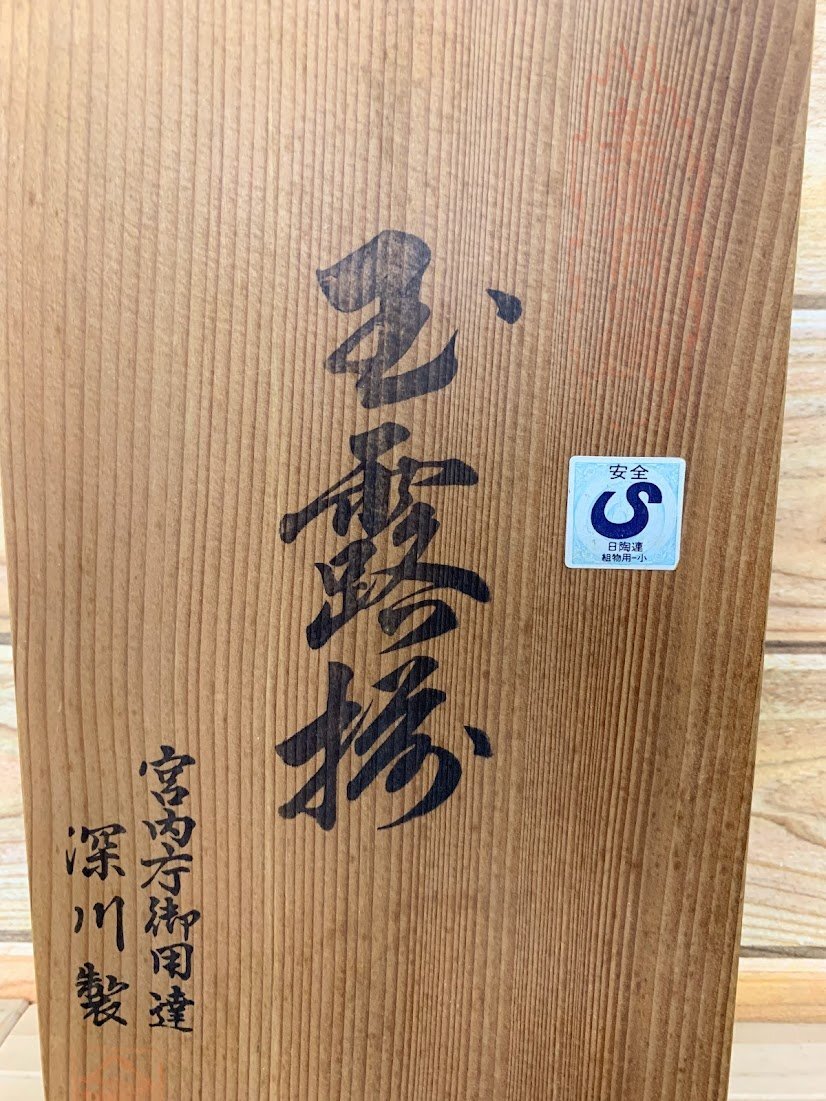 玉露揃
安全
日陶連
組物用-小
宮内庁御用達
深川製